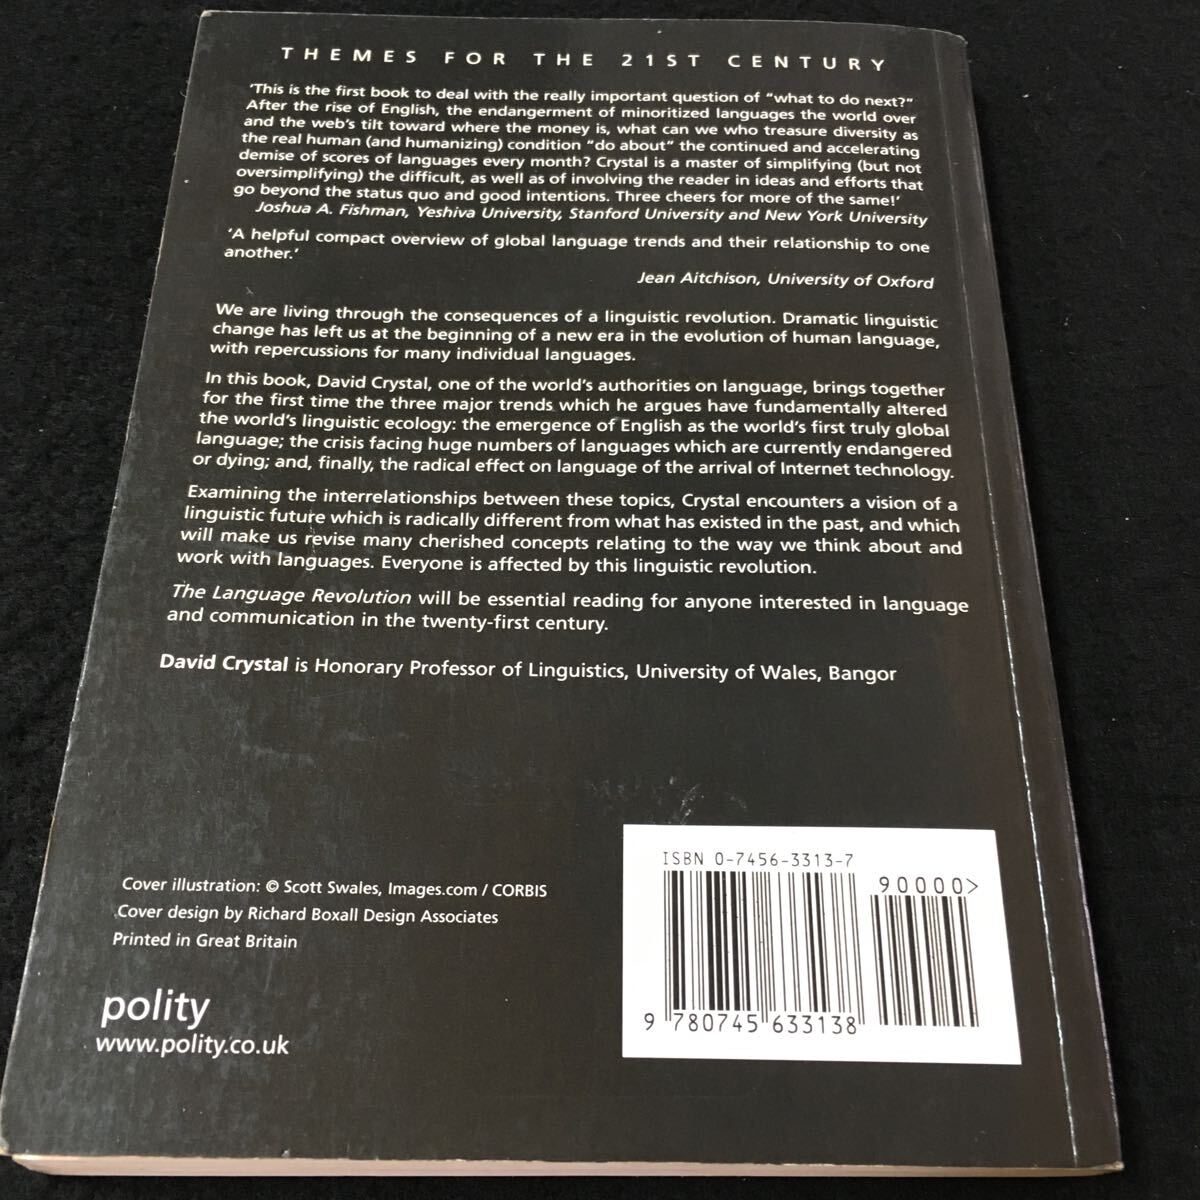 THEMES FOR THE 21ST CENTURY
'This is the first book to deal with the really important question of "what to do next?"
After the rise of English, the endangerment of minoritized languages the world over
and the web's tilt toward where the money is, what can we who treasure diversity as
the real human (and humanizing) condition "do about" the continued and accelerating
demise of scores of languages every month? Crystal is a master of simplifying (but not
oversimplifying) the difficult, as well as of involving the reader in ideas and efforts that
go beyond the status quo and good intentions. Three cheers for more of the same!'
Joshua A. Fishman, Yeshiva University, Stanford University and New York University
'A helpful compact overview of global language trends and their relationship to one
another.'
Jean Aitchison, University of Oxford
We are living through the consequences of a linguistic revolution. Dramatic linguistic
change has left us at the beginning of a new era in the evolution of human language,
with repercussions for many individual languages.
In this book, David Crystal, one of the world's authorities on language, brings together
for the first time the three major trends which he argues have fundamentally altered
the world's linguistic ecology: the emergence of English as the world's first truly global
language; the crisis facing huge numbers of languages which are currently endangered
or dying; and, finally, the radical effect on language of the arrival of Internet technology.
Examining the interrelationships between these topics, Crystal encounters a vision of a
linguistic future which is radically different from what has existed in the past, and which
will make us revise many cherished concepts relating to the way we think about and
work with languages. Everyone is affected by this linguistic revolution.
The Language Revolution will be essential reading for anyone interested in language
and communication in the twenty-first century.
David Crystal is Honorary Professor of Linguistics, University of Wales, Bangor
ISBN 0-7456-3313-7
90000>
9 780745 633138
Cover illustration: © Scott Swales, Images.com / CORBIS
Cover design by Richard Boxall Design Associates
Printed in Great Britain
polity
www.polity.co.uk